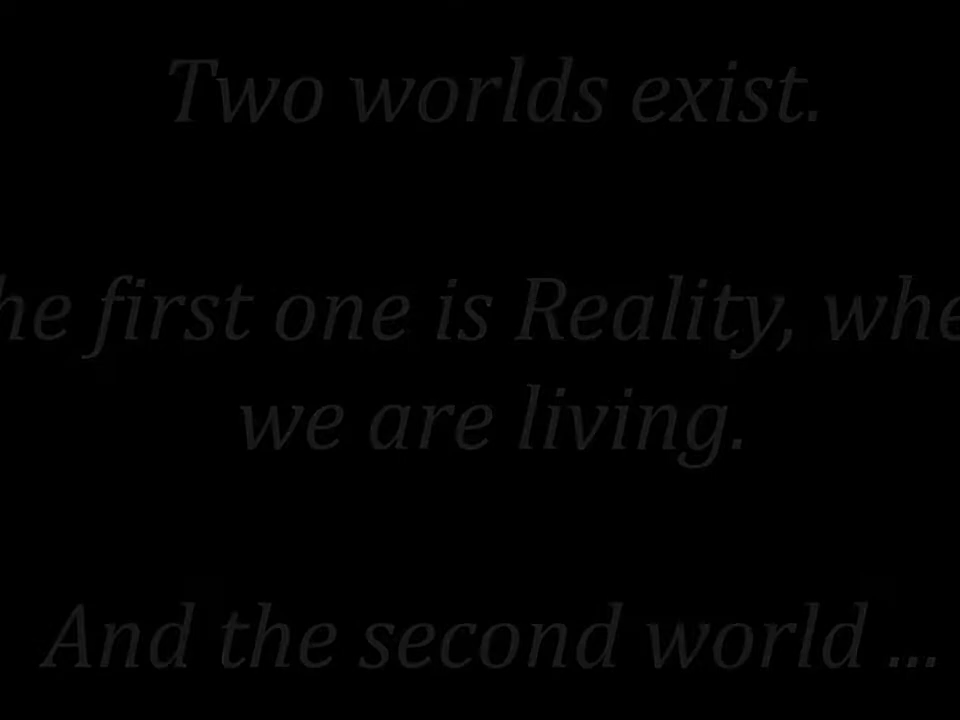 Two worlds exist.
he first one is Reality, whe
we are living.
And the second world ...